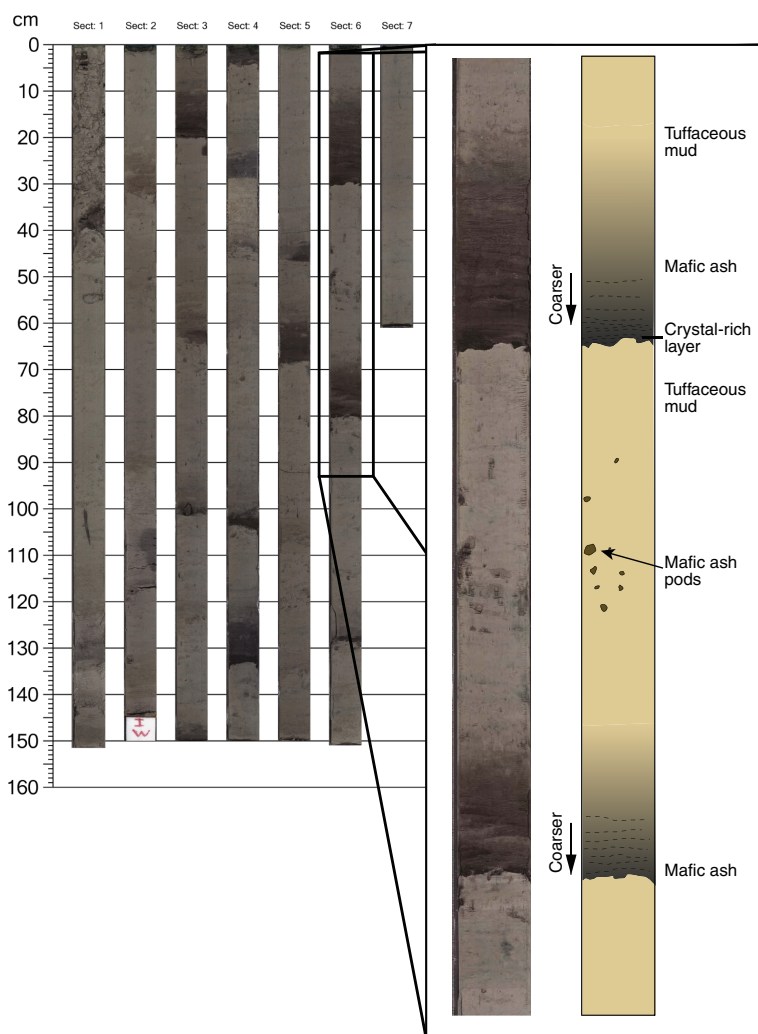 cm
Sect: 1
Sect: 2
Sect: 3
Sect: 4
Sect: 5
Sect: 6
Sect: 7
0
10
20
30
40
50
60
70
80
90
100
110
120
130
140
150
160
I
W
Tuffaceous
mud
Mafic ash
Coarser
Crystal-rich
layer
Tuffaceous
mud
Mafic ash
pods
Coarser
Mafic ash